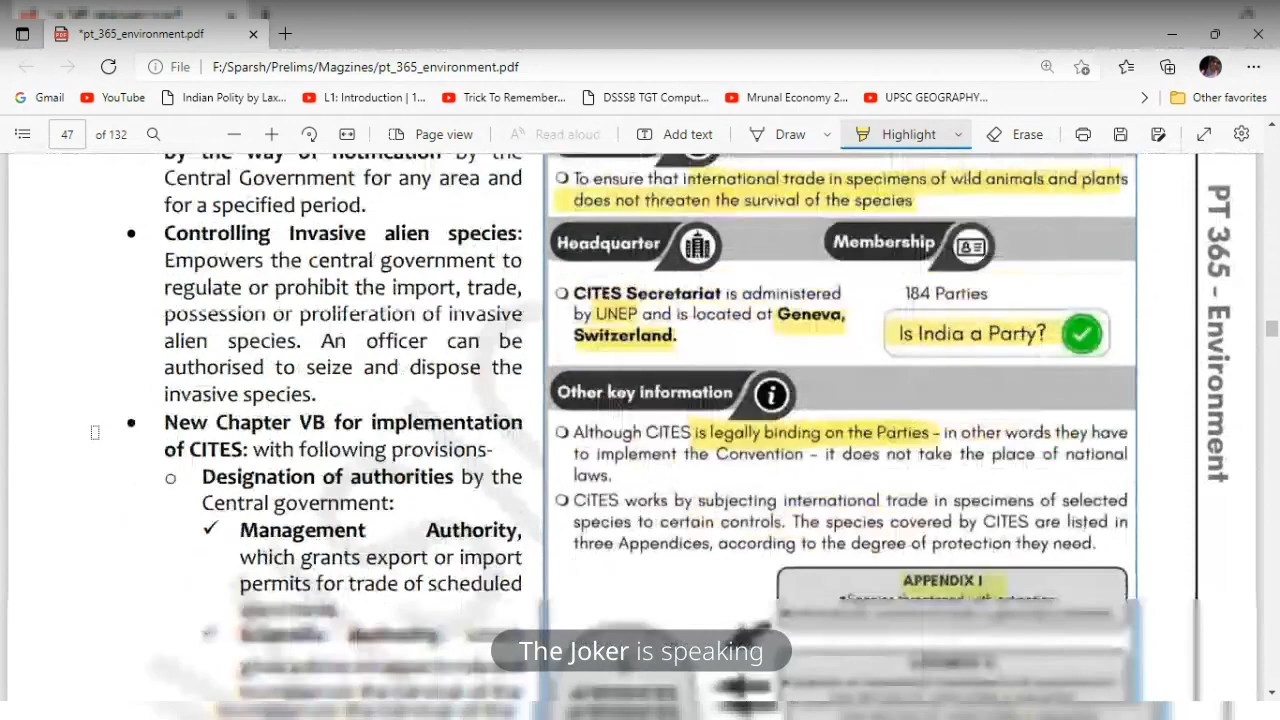 *pt_365_environment.pdf
File F:/Sparsh/Prelims/Magzines/pt_365_environment.pdf
Gmail YouTube Indian Polity by Lax... L1: Introduction | 1... Trick To Remember... DSSSB TGT Comput... Mrunal Economy 2... UPSC GEOGRAPHY... Other favorites
47 of 132 Page view Read aloud Add text Draw Highlight Erase
by the way of notification by the
Central Government for any area and
for a specified period.
• Controlling Invasive alien species:
Empowers the central government to
regulate or prohibit the import, trade,
possession or proliferation of invasive
alien species. An officer can be
authorised to seize and dispose the
invasive species.
• New Chapter VB for implementation
of CITES: with following provisions-
o Designation of authorities by the
Central government:
✓ Management Authority,
which grants export or import
permits for trade of scheduled
To ensure that international trade in specimens of wild animals and plants
does not threaten the survival of the species
Headquarter Membership
CITES Secretariat is administered
by UNEP and is located at Geneva,
Switzerland.
184 Parties
Is India a Party?
Other key information
Although CITES is legally binding on the Parties – in other words they have
to implement the Convention – it does not take the place of national
laws.
CITES works by subjecting international trade in specimens of selected
species to certain controls. The species covered by CITES are listed in
three Appendices, according to the degree of protection they need.
APPENDIX I
PT 365 - Environment
The Joker is speaking